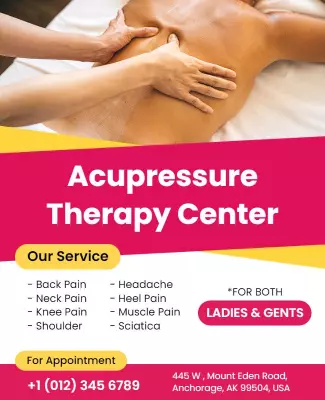 Acupressure
Therapy Center
Our Service
- Back Pain
- Neck Pain
- Knee Pain
- Shoulder
- Headache
- Heel Pain
- Muscle Pain
- Sciatica
*FOR BOTH
LADIES & GENTS
For Appointment
+1 (012) 345 6789
445 W , Mount Eden Road,
Anchorage, AK 99504, USA